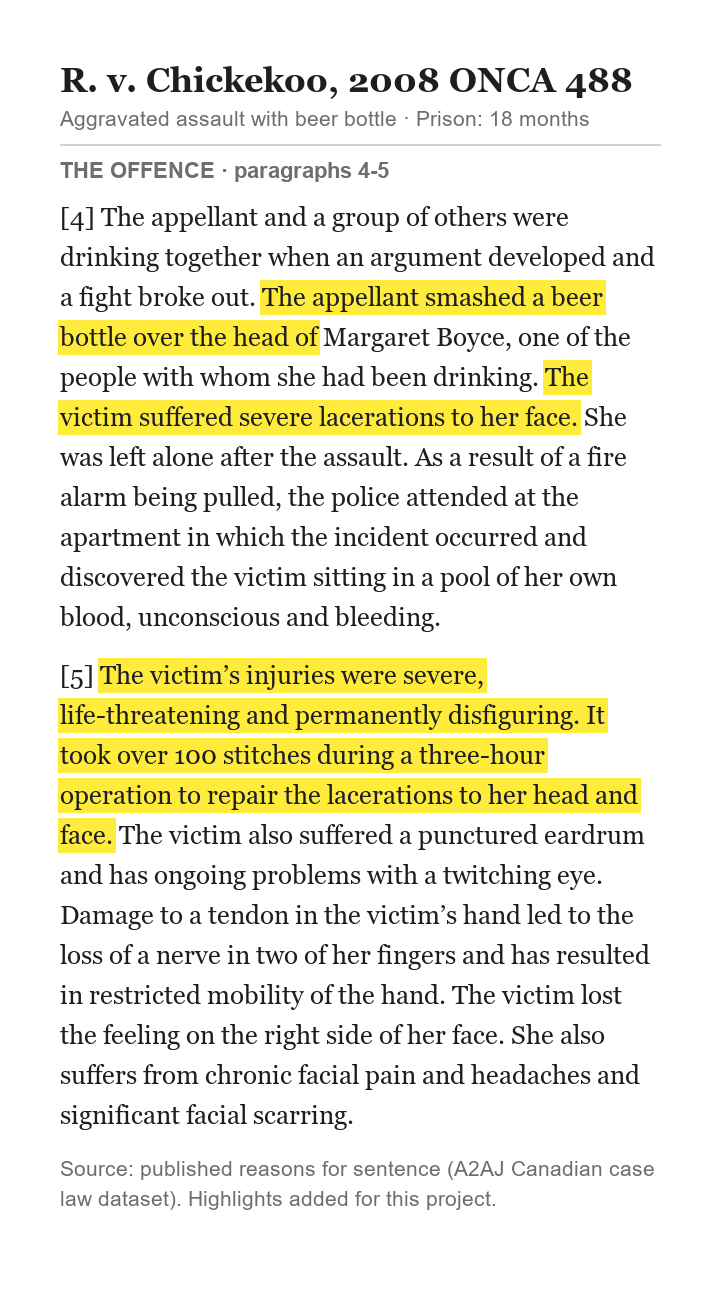 R. v. Chickekoo, 2008 ONCA 488
Aggravated assault with beer bottle · Prison: 18 months
THE OFFENCE · paragraphs 4-5
[4] The appellant and a group of others were
drinking together when an argument developed and
a fight broke out. The appellant smashed a beer
bottle over the head of Margaret Boyce, one of the
people with whom she had been drinking. The
victim suffered severe lacerations to her face. She
was left alone after the assault. As a result of a fire
alarm being pulled, the police attended at the
apartment in which the incident occurred and
discovered the victim sitting in a pool of her own
blood, unconscious and bleeding.
[5] The victim’s injuries were severe,
life-threatening and permanently disfiguring. It
took over 100 stitches during a three-hour
operation to repair the lacerations to her head and
face. The victim also suffered a punctured eardrum
and has ongoing problems with a twitching eye.
Damage to a tendon in the victim’s hand led to the
loss of a nerve in two of her fingers and has resulted
in restricted mobility of the hand. The victim lost
the feeling on the right side of her face. She also
suffers from chronic facial pain and headaches and
significant facial scarring.
Source: published reasons for sentence (A2AJ Canadian case
law dataset). Highlights added for this project.